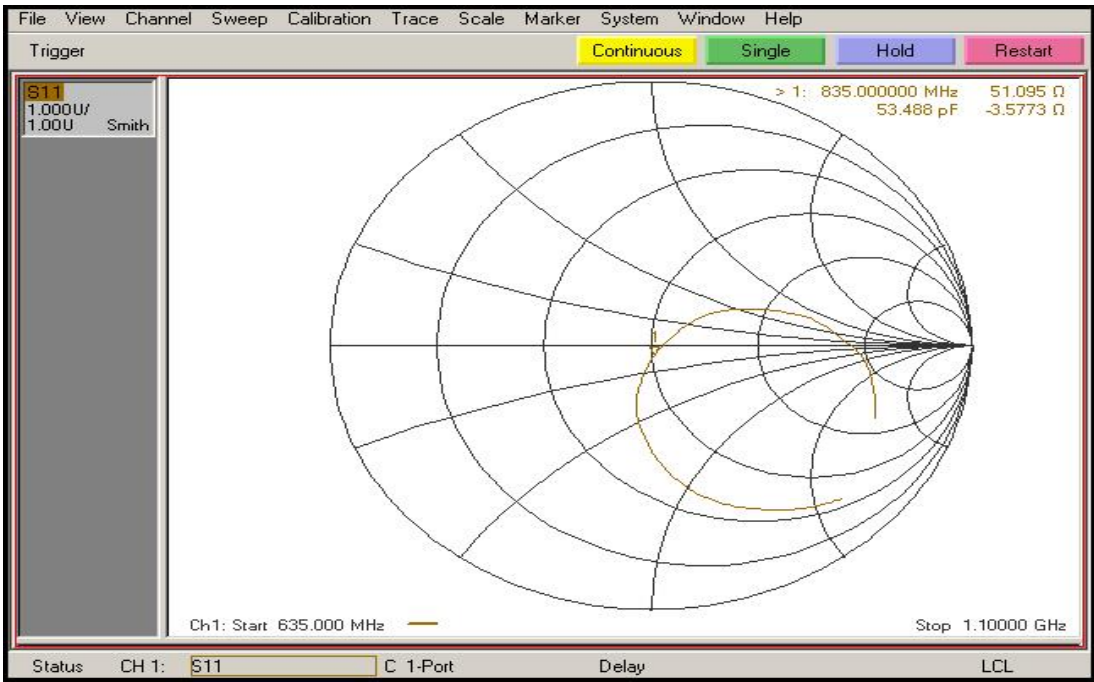 File View Channel Sweep Calibration Trace Scale Marker System Window Help
Trigger Continuous Single Hold Restart
S11
1.000U/
1.00U Smith
> 1: 835.000000 MHz 51.095 Ω
53.488 pF -3.5773 Ω
1
Ch1: Start 635.000 MHz Stop 1.10000 GHz
Status CH 1: S11 C 1-Port Delay LCL